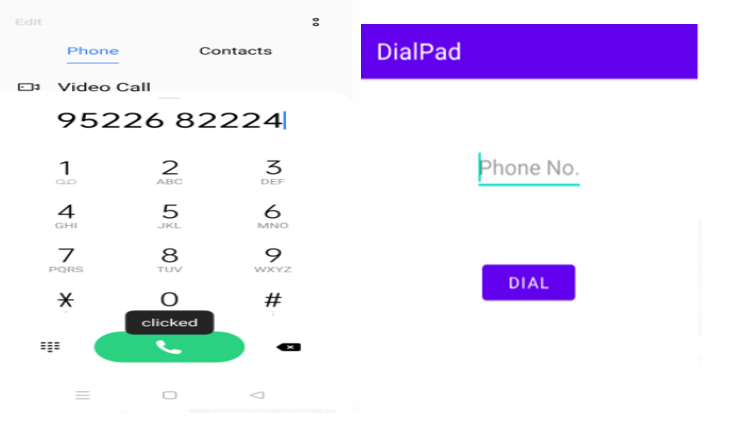 Edit
Phone Contacts
Video Call
95226 82224
1 2 3
ABC DEF
4 5 6
GHI JKL MNO
7 8 9
PQRS TUV WXYZ
* 0 #
clicked
DialPad
Phone No.
DIAL